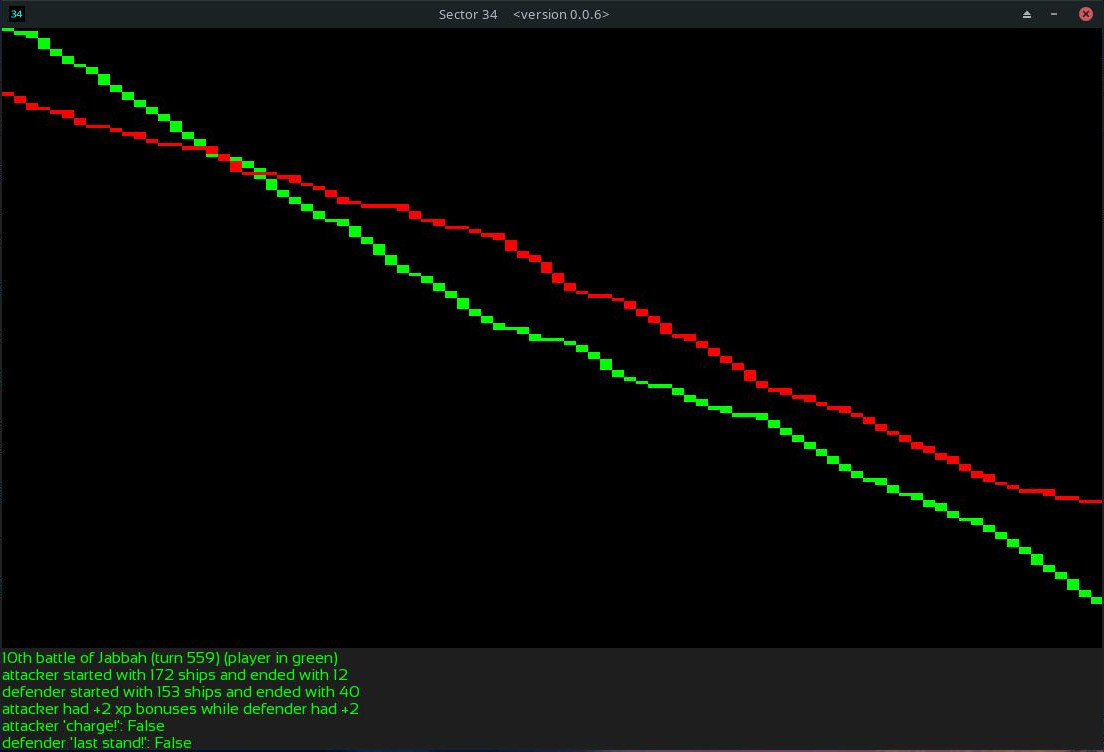 34
Sector 34 <version 0.0.6>
10th battle of Jabbah (turn 559) (player in green)
attacker started with 172 ships and ended with 12
defender started with 153 ships and ended with 40
attacker had +2 xp bonuses while defender had +2
attacker 'charge!': False
defender 'last stand!': False